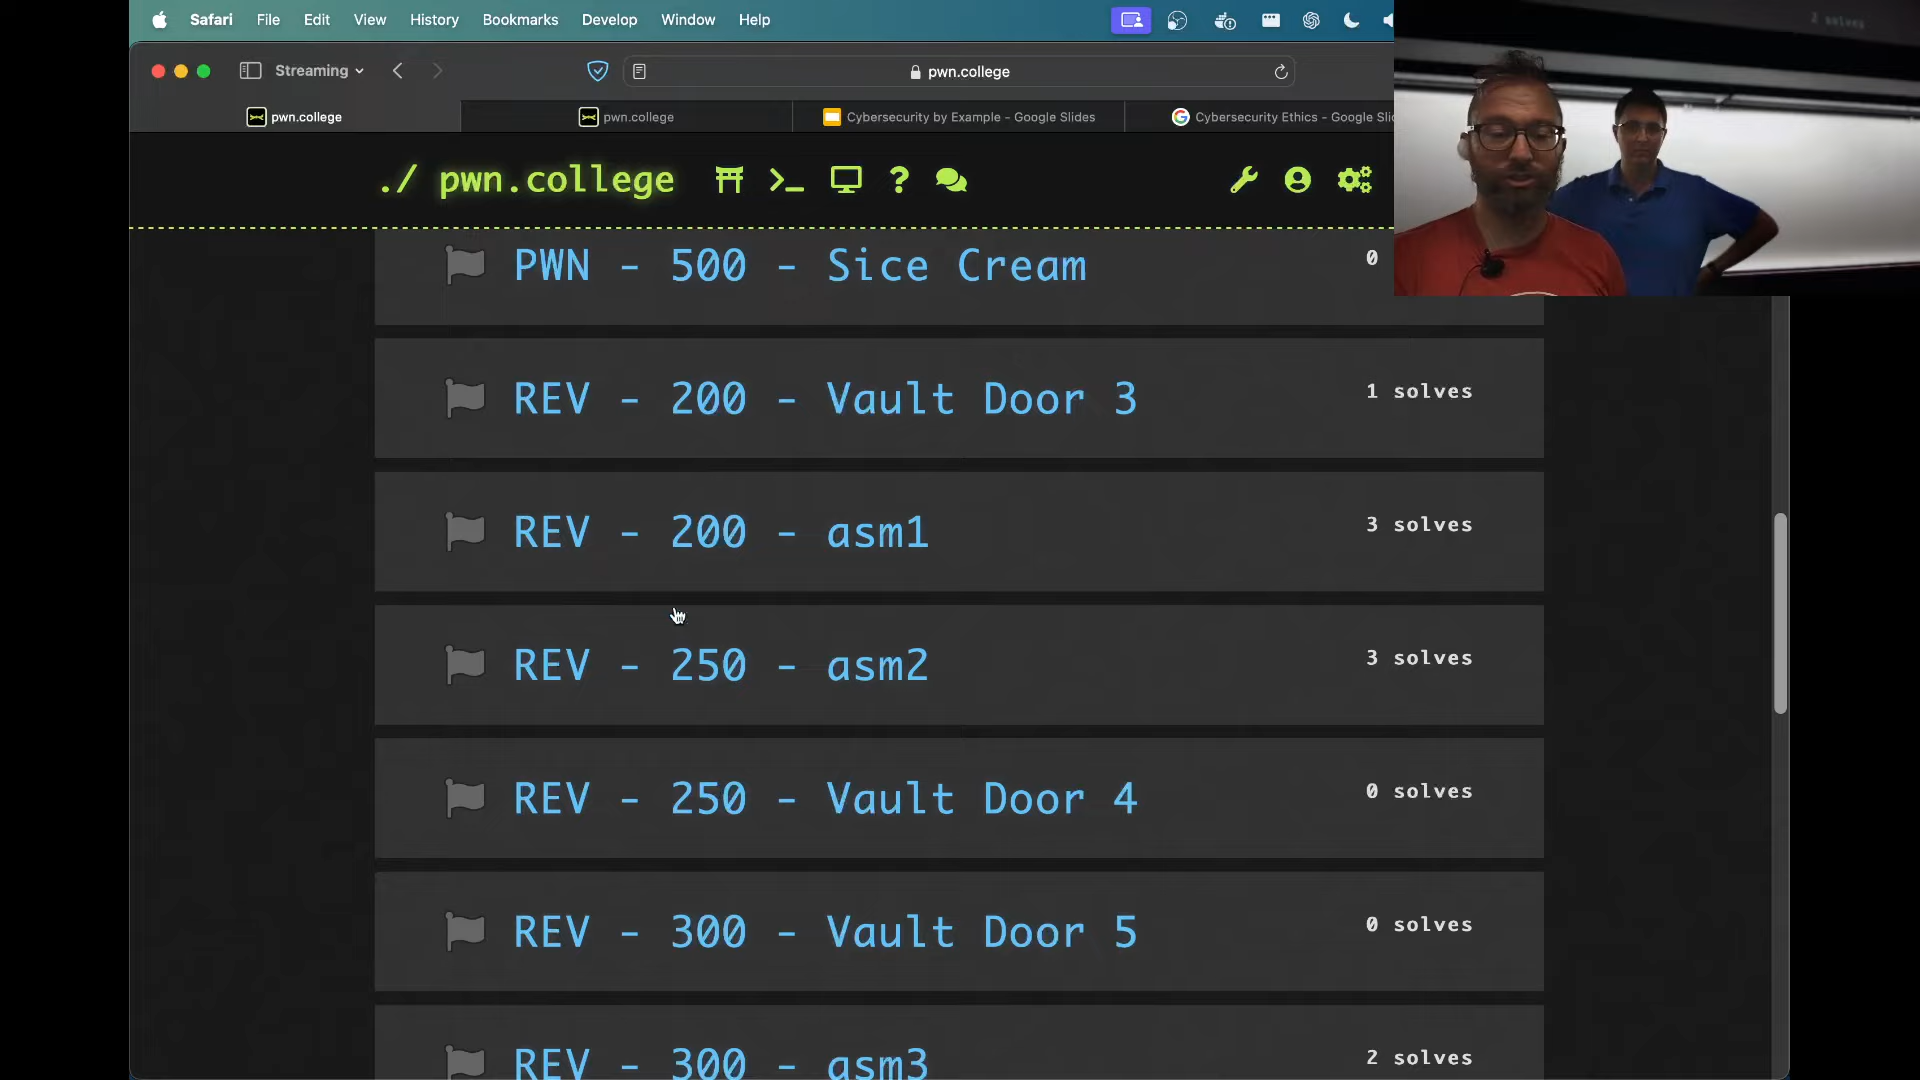 Safari File Edit View History Bookmarks Develop Window Help
Streaming
pwn.college
pwn.college
pwn.college
Cybersecurity by Example - Google Slides
Cybersecurity Ethics - Google Sli
./ pwn.college
>_ ?
PWN - 500 - Sice Cream 0
REV - 200 - Vault Door 3 1 solves
REV - 200 - asm1 3 solves
REV - 250 - asm2 3 solves
REV - 250 - Vault Door 4 0 solves
REV - 300 - Vault Door 5 0 solves
REV - 300 - asm3 2 solves
2 solves